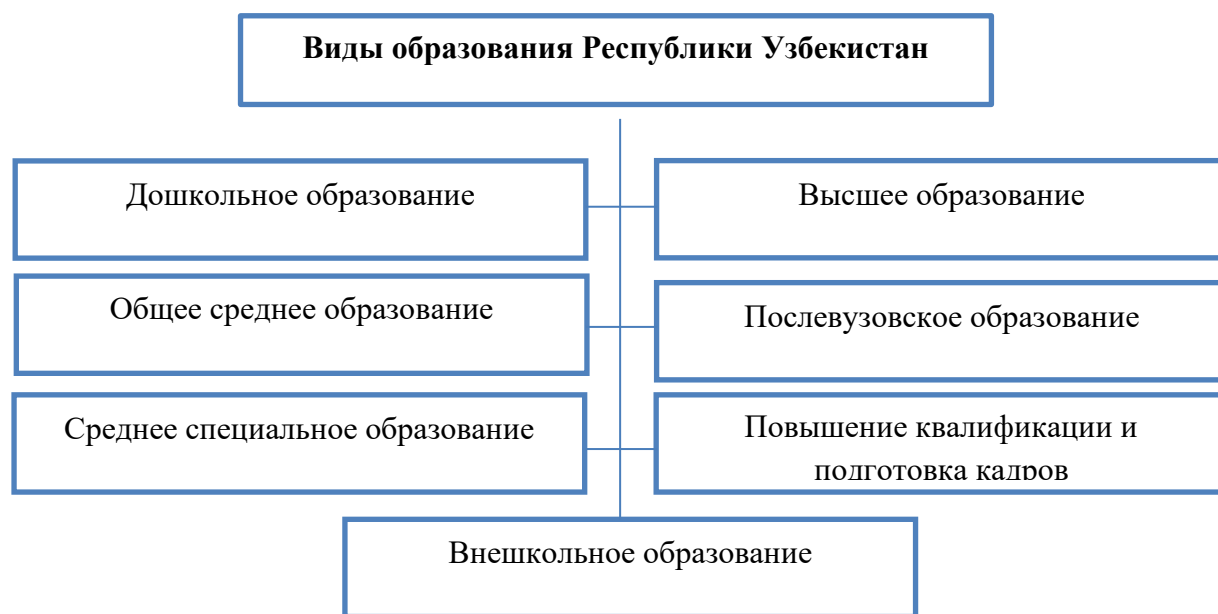 Виды образования Республики Узбекистан
Дошкольное образование
Высшее образование
Общее среднее образование
Послевузовское образование
Среднее специальное образование
Повышение квалификации и
подготовка кадров
Внешкольное образование